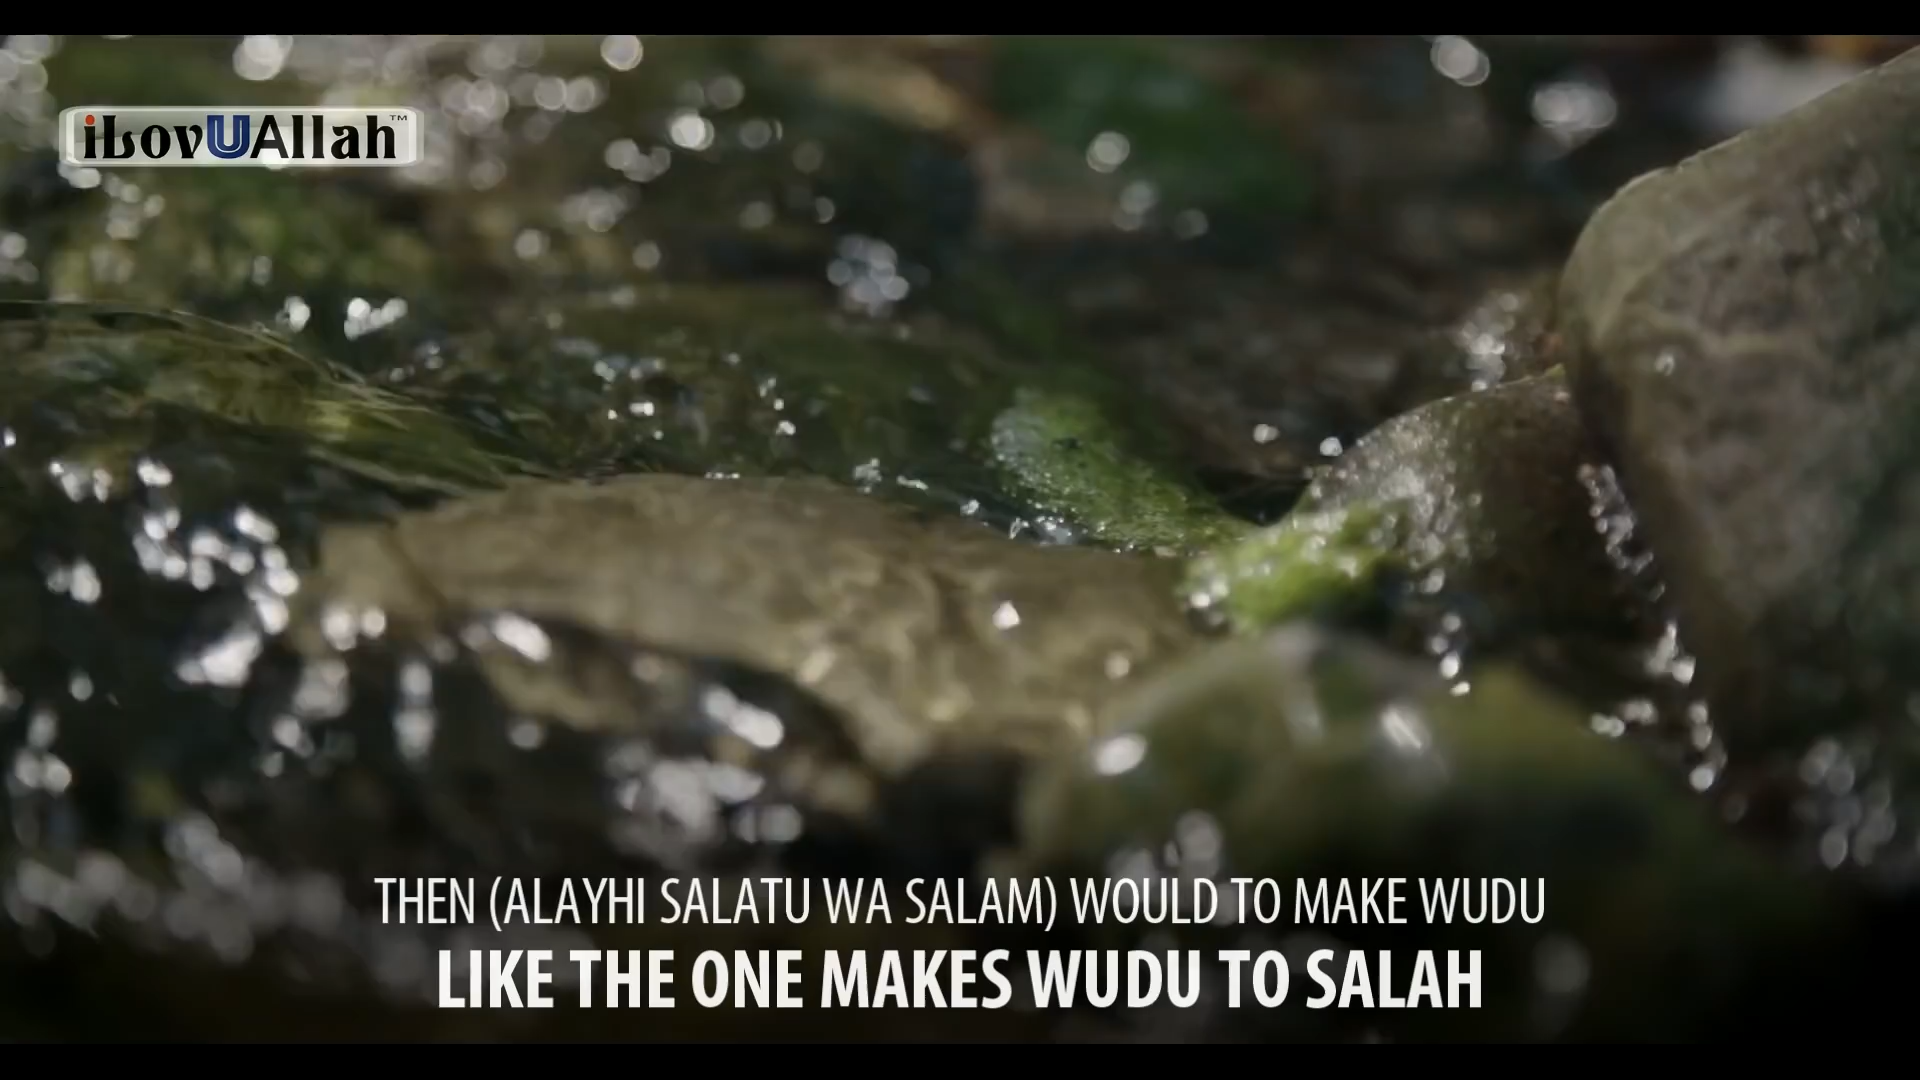 iLovUAllah™
THEN (ALAYHI SALATU WA SALAM) WOULD TO MAKE WUDU
LIKE THE ONE MAKES WUDU TO SALAH